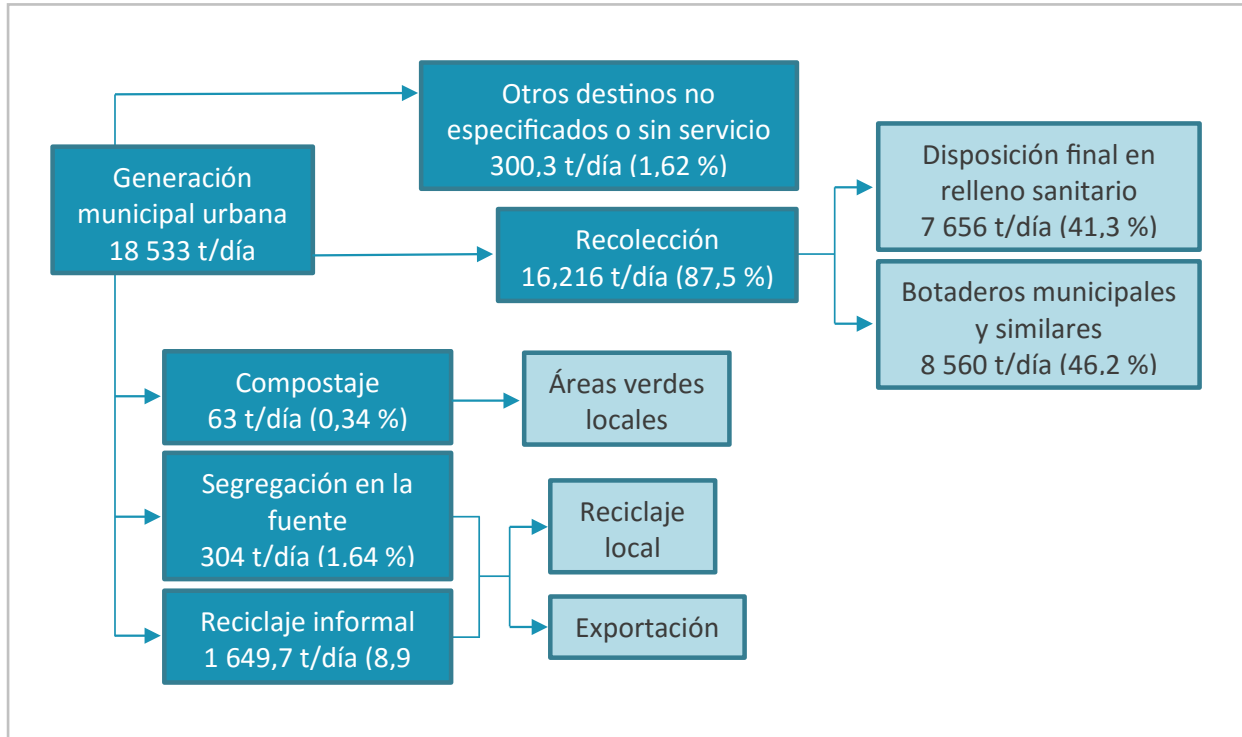 Generación
municipal urbana
18 533 t/día
Otros destinos no
especificados o sin servicio
300,3 t/día (1,62 %)
Recolección
16,216 t/día (87,5 %)
Disposición final en
relleno sanitario
7 656 t/día (41,3 %)
Botaderos municipales
y similares
8 560 t/día (46,2 %)
Compostaje
63 t/día (0,34 %)
Áreas verdes
locales
Segregación en la
fuente
304 t/día (1,64 %)
Reciclaje informal
1 649,7 t/día (8,9
Reciclaje
local
Exportación